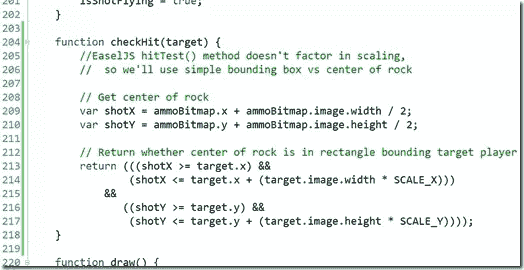 201 isShotFlying = true;
202 }
203
204 function checkHit(target) {
205 //EaselJS hitTest() method doesn't factor in scaling,
206 // so we'll use simple bounding box vs center of rock
207
208 // Get center of rock
209 var shotX = ammoBitmap.x + ammoBitmap.image.width / 2;
210 var shotY = ammoBitmap.y + ammoBitmap.image.height / 2;
211
212 // Return whether center of rock is in rectangle bounding target player
213 return (((shotX >= target.x) &&
214 (shotX <= target.x + (target.image.width * SCALE_X)))
215 &&
216 ((shotY >= target.y) &&
217 (shotY <= target.y + (target.image.height * SCALE_Y))));
218 }
219
220 function draw() {